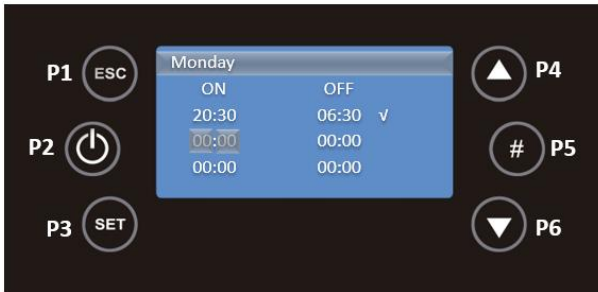 P1 ESC
P2
P3 SET
Monday
ON OFF
20:30 06:30 √
00:00 00:00
00:00 00:00
P4
# P5
P6